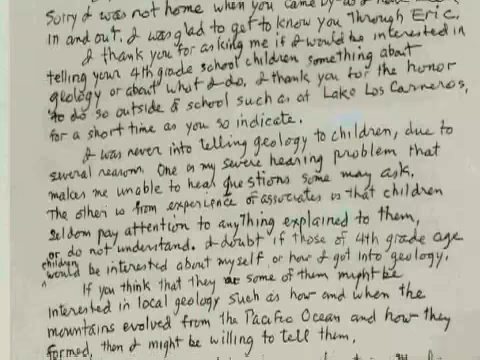 Sorry I was not home when you came by as I have been
in and out. I was glad to get to know you through Eric.
I thank you for asking me if I would be interested in
telling your 4th grade school children something about
geology or about what I do. I thank you for the honor
to do so outside of school such as at Lake Los Carneros,
for a short time as you so indicate.
I was never into telling geology to children, due to
several reasons. One is my severe hearing problem that
makes me unable to hear questions some may ask.
The other is from experience of associates is that children
seldom pay attention to anything explained to them,
or do not understand. I doubt if those of 4th grade age
children would be interested about myself or how I got into geology.
If you think that they or some of them might be
interested in local geology such as how and when the
mountains evolved from the Pacific Ocean and how they
formed, then I might be willing to tell them.